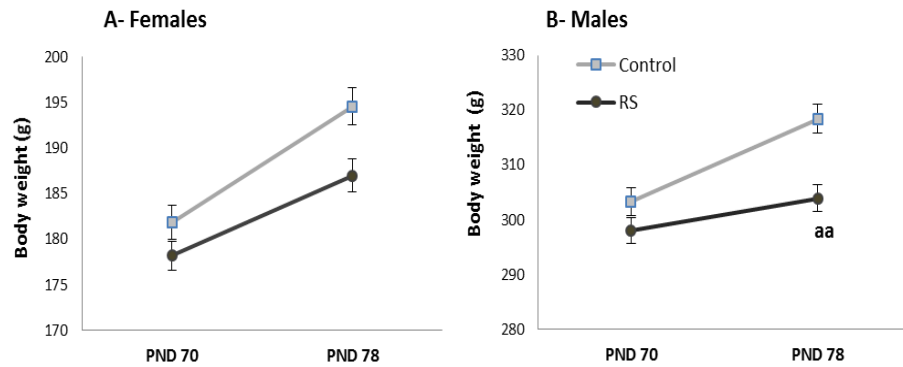 A- Females
200
195
190
185
180
175
170
Body weight (g)
PND 70
PND 78
B- Males
330
320
310
300
290
280
Body weight (g)
Control
RS
aa
PND 70
PND 78